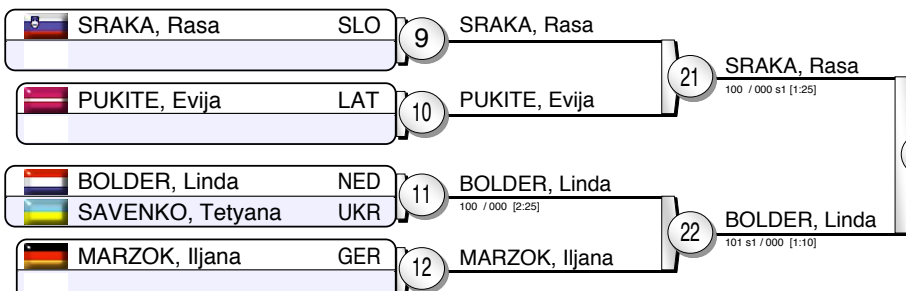 SRAKA, Rasa SLO
9
SRAKA, Rasa
PUKITE, Evija LAT
10
PUKITE, Evija
21
SRAKA, Rasa
100 / 000 s1 [1:25]
BOLDER, Linda NED
SAVENKO, Tetyana UKR
11
BOLDER, Linda
100 / 000 [2:25]
MARZOK, Iljana GER
12
MARZOK, Iljana
22
BOLDER, Linda
101 s1 / 000 [1:10]